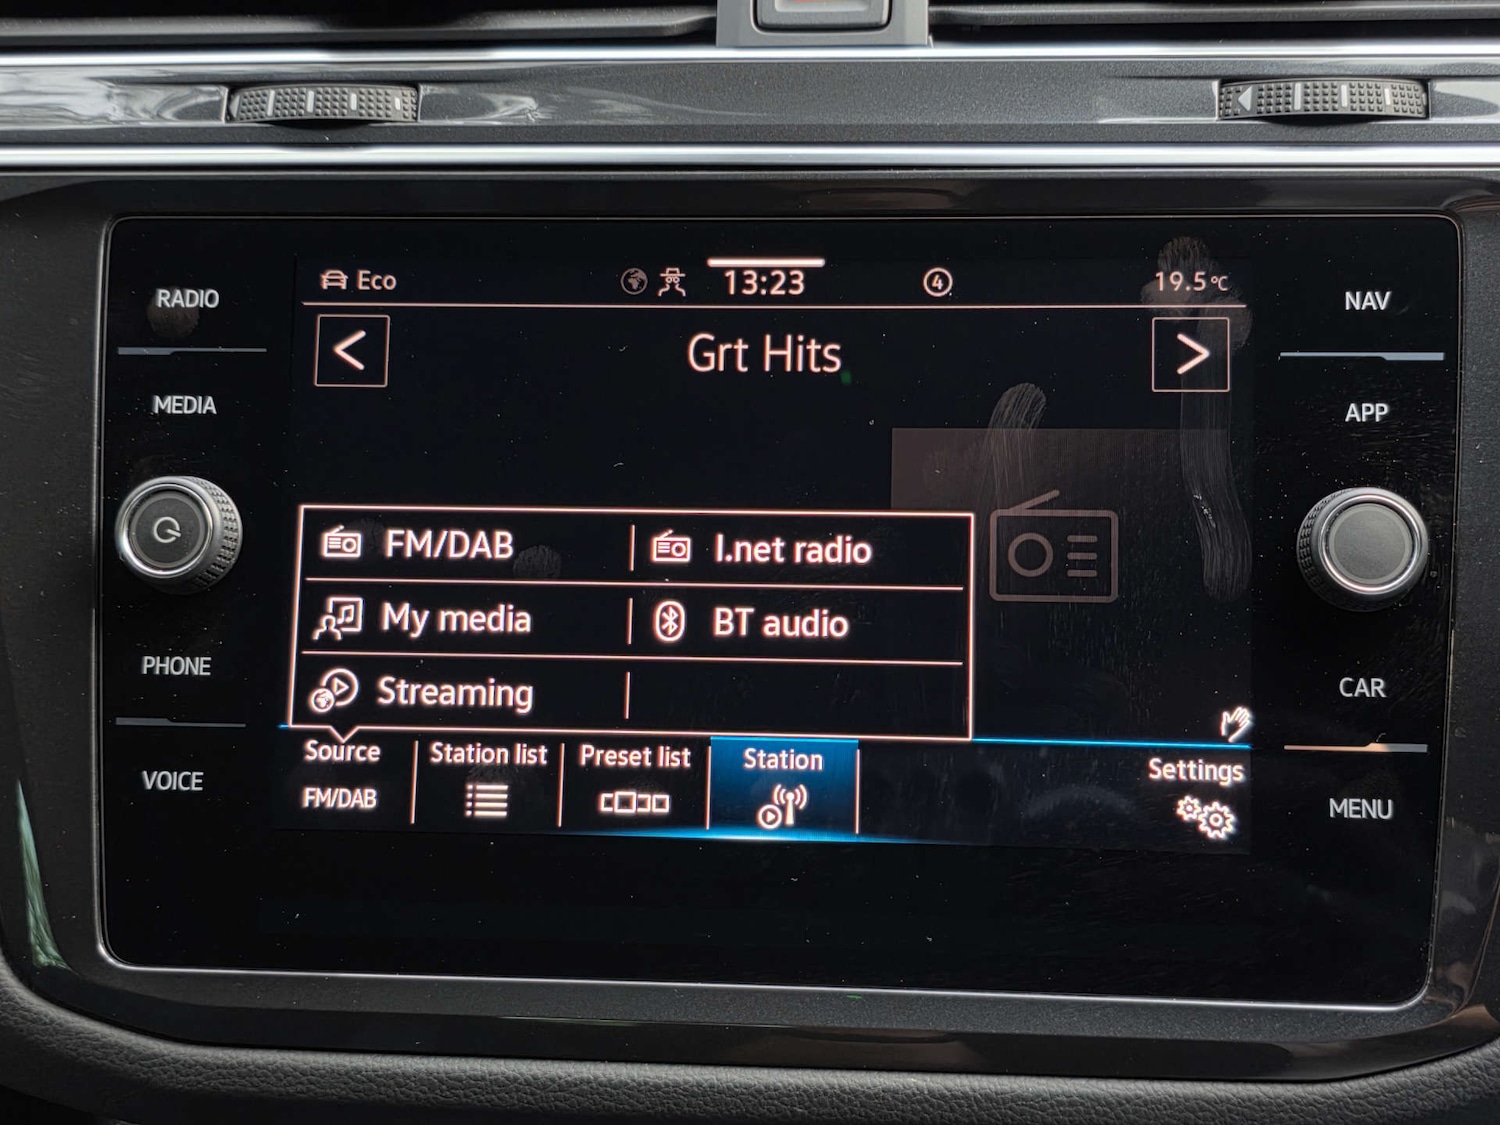 RADIO
MEDIA
PHONE
VOICE
Eco
13:23
4
19.5°C
<
Grt Hits
>
FM/DAB
I.net radio
My media
BT audio
Streaming
Source
FM/DAB
Station list
Preset list
Station
Settings
NAV
APP
CAR
MENU